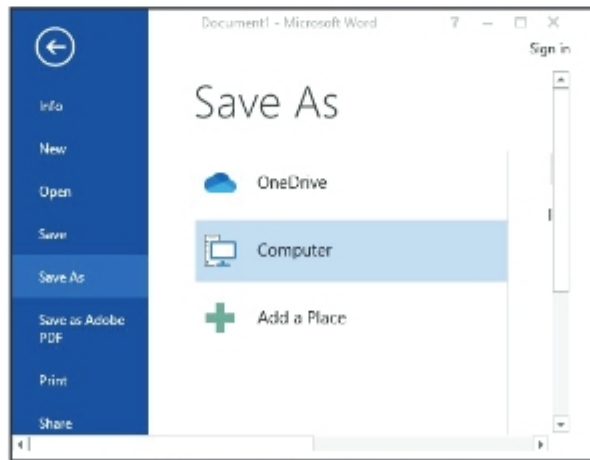 Document1 - Microsoft Word
?
Sign in
Info
New
Open
Save
Save As
Save as Adobe
PDF
Print
Share
Save As
OneDrive
Computer
Add a Place